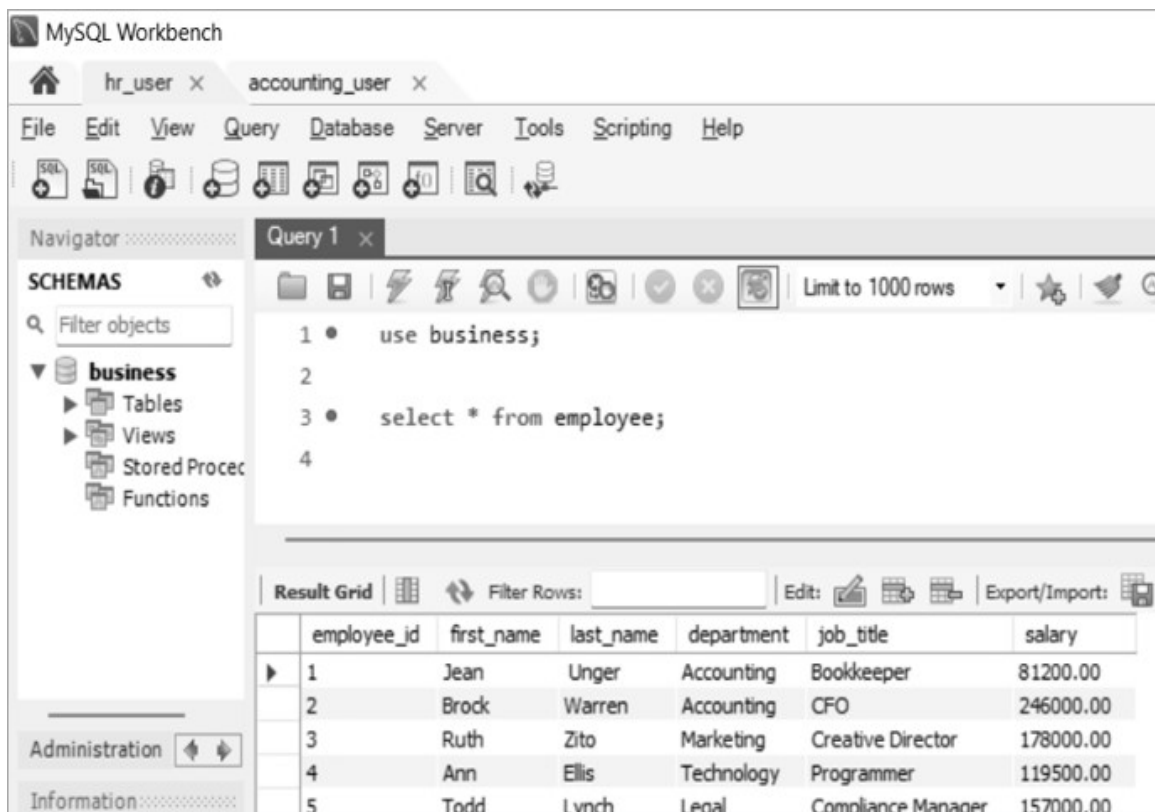 MySQL Workbench
hr_user × accounting_user ×
File Edit View Query Database Server Tools Scripting Help
Navigator
Query 1 ×
SCHEMAS
Limit to 1000 rows
Filter objects
1 use business;
business
2
Tables
3 select * from employee;
Views
4
Stored Proced
Functions
Result Grid Filter Rows: Edit: Export/Import:
employee_id first_name last_name department job_title salary
1 Jean Unger Accounting Bookkeeper 81200.00
2 Brock Warren Accounting CFO 246000.00
3 Ruth Zito Marketing Creative Director 178000.00
Administration
4 Ann Ellis Technology Programmer 119500.00
Information
5 Todd Lynch Legal Compliance Manager 157000.00